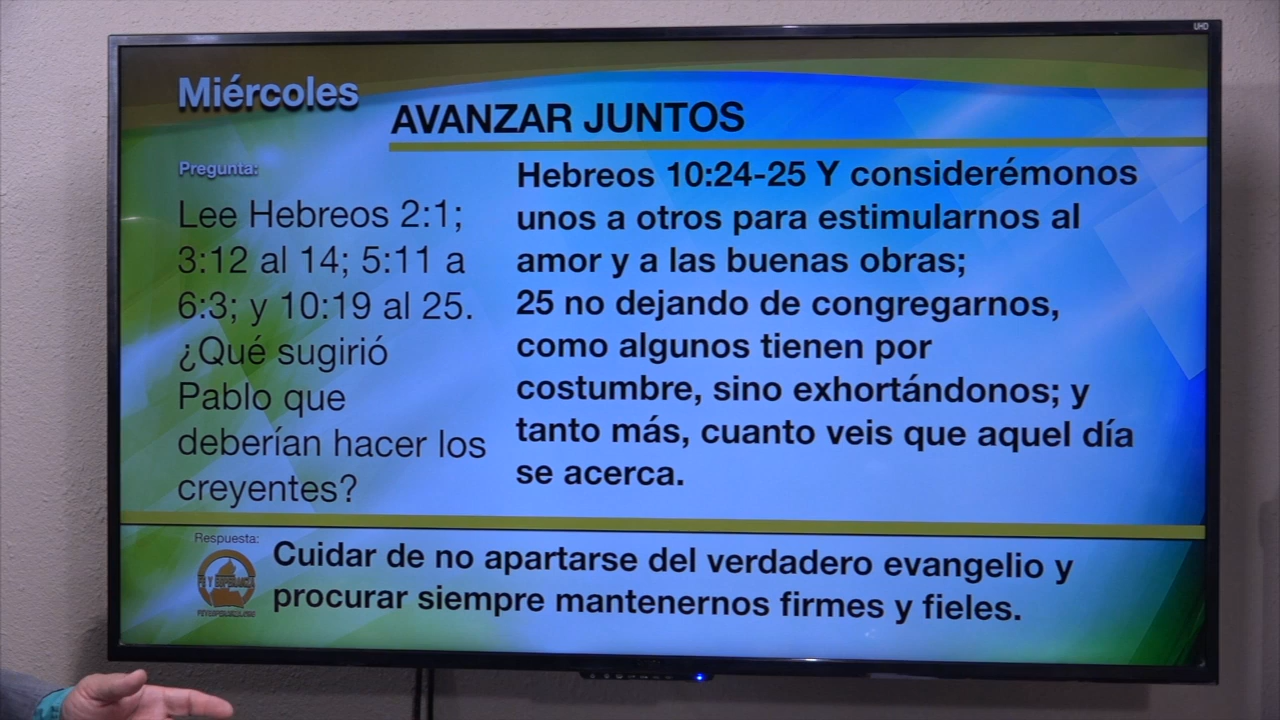 UHD
Miércoles
AVANZAR JUNTOS
Pregunta:
Lee Hebreos 2:1;
3:12 al 14; 5:11 a
6:3; y 10:19 al 25.
¿Qué sugirió
Pablo que
deberían hacer los
creyentes?
Hebreos 10:24-25 Y considerémonos
unos a otros para estimularnos al
amor y a las buenas obras;
25 no dejando de congregarnos,
como algunos tienen por
costumbre, sino exhortándonos; y
tanto más, cuanto veis que aquel día
se acerca.
Respuesta:
FE Y ESPERANZA
Cuidar de no apartarse del verdadero evangelio y
procurar siempre mantenernos firmes y fieles.